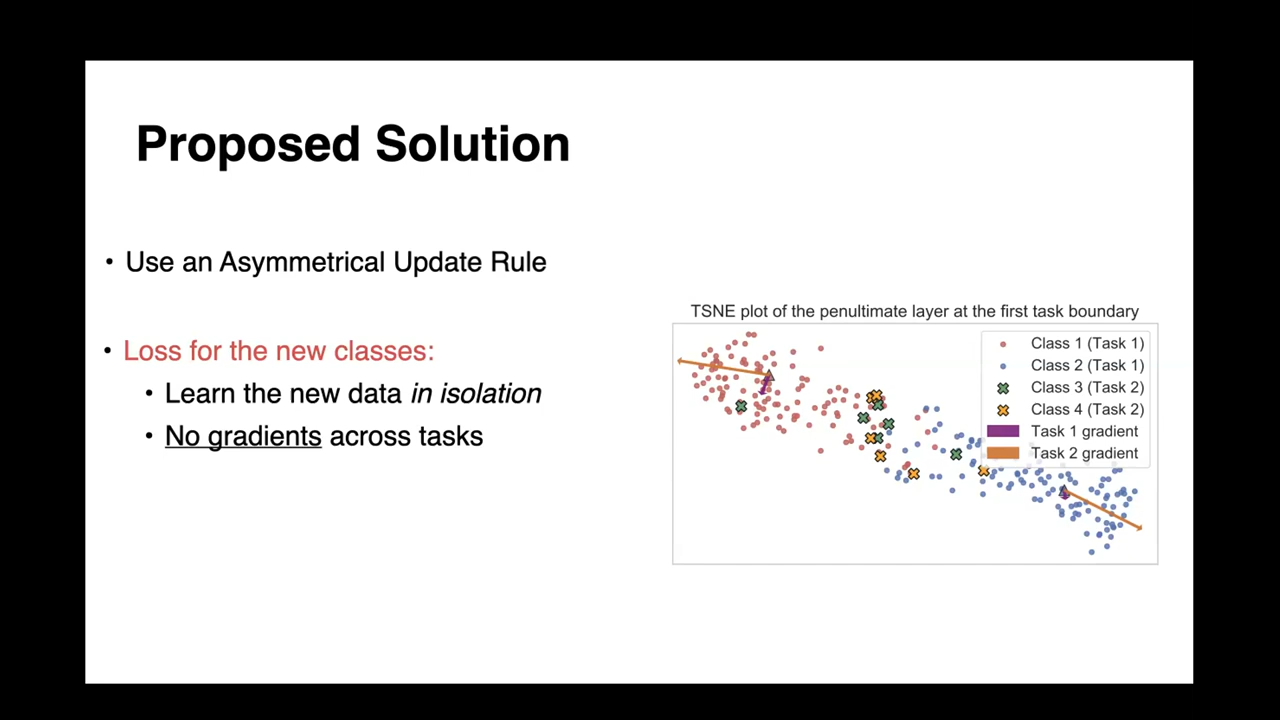 Proposed Solution
• Use an Asymmetrical Update Rule
• Loss for the new classes:
• Learn the new data in isolation
• No gradients across tasks
TSNE plot of the penultimate layer at the first task boundary
Class 1 (Task 1)
Class 2 (Task 1)
Class 3 (Task 2)
Class 4 (Task 2)
Task 1 gradient
Task 2 gradient